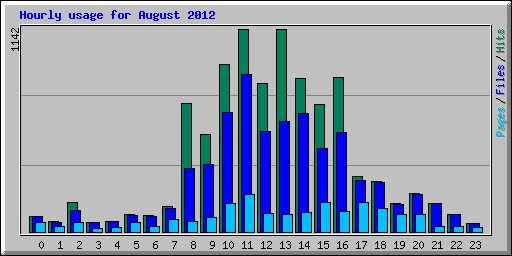 Hourly usage for August 2012
1142
Pages / Files / Hits
0 1 2 3 4 5 6 7 8 9 10 11 12 13 14 15 16 17 18 19 20 21 22 23